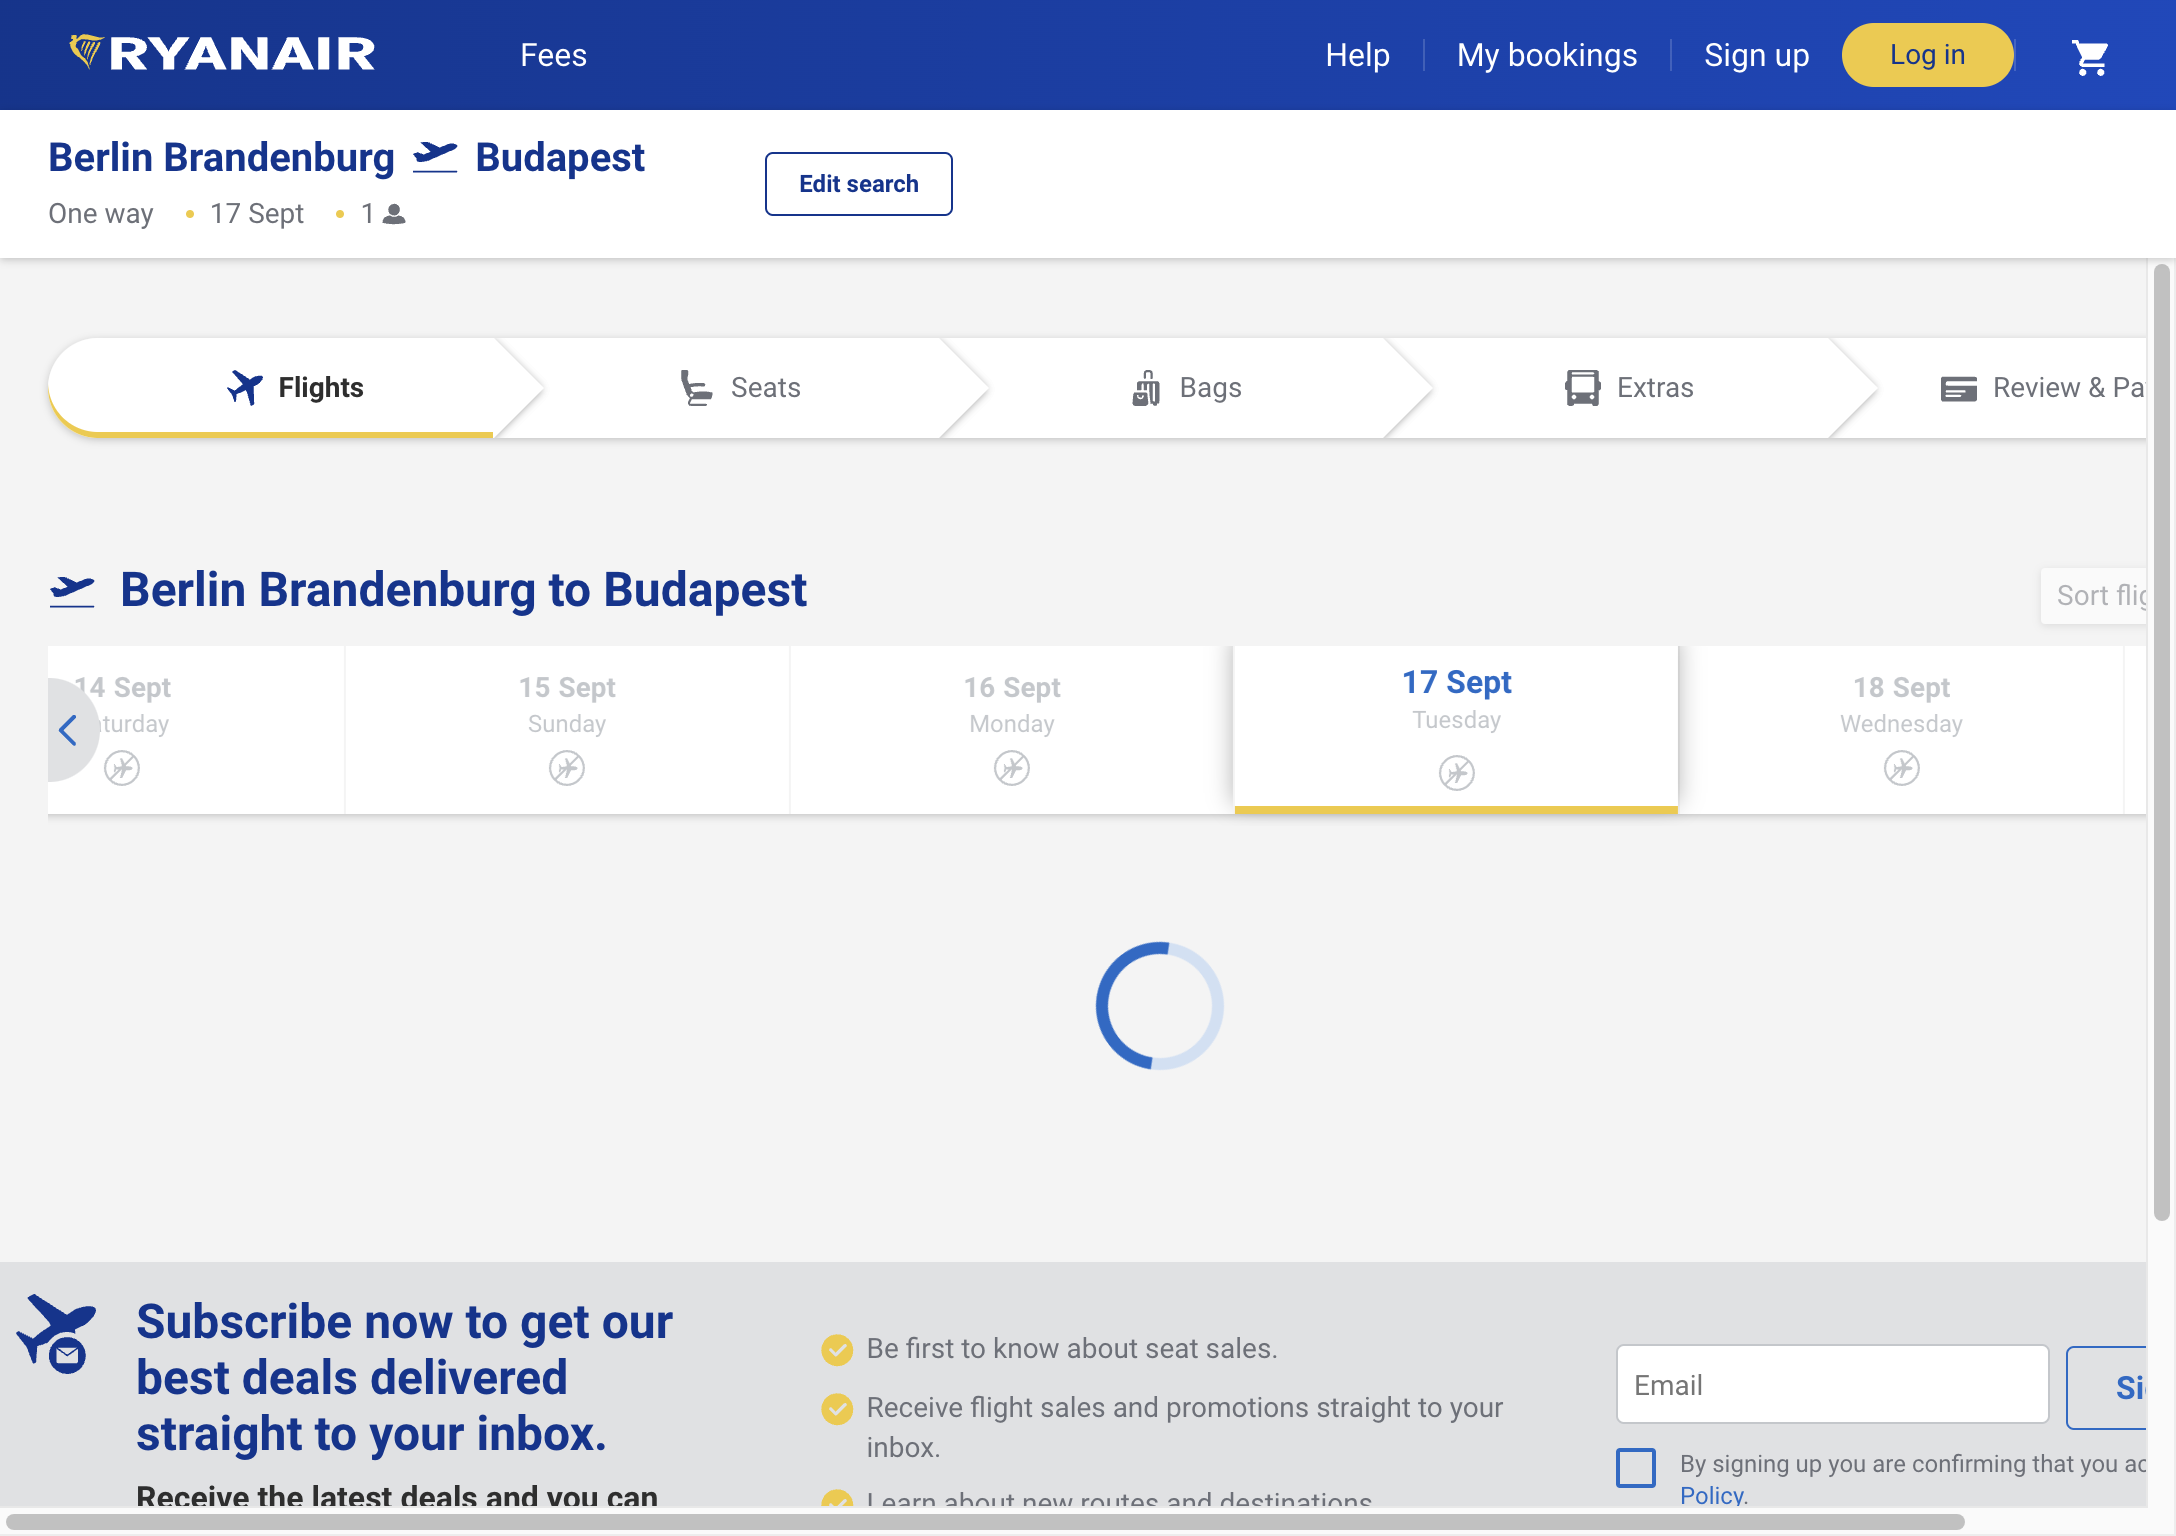 RYANAIR Fees Help My bookings Sign up Log in
Berlin Brandenburg Budapest
Edit search
One way • 17 Sept • 1
Flights Seats Bags Extras Review & Pa
Berlin Brandenburg to Budapest
Sort flig
14 Sept 15 Sept 16 Sept 17 Sept 18 Sept
turday Sunday Monday Tuesday Wednesday
Subscribe now to get our
best deals delivered
straight to your inbox.
Receive the latest deals and you can
Be first to know about seat sales.
Receive flight sales and promotions straight to your
inbox.
Learn about new routes and destinations
Email
Si
By signing up you are confirming that you ac
Policy.